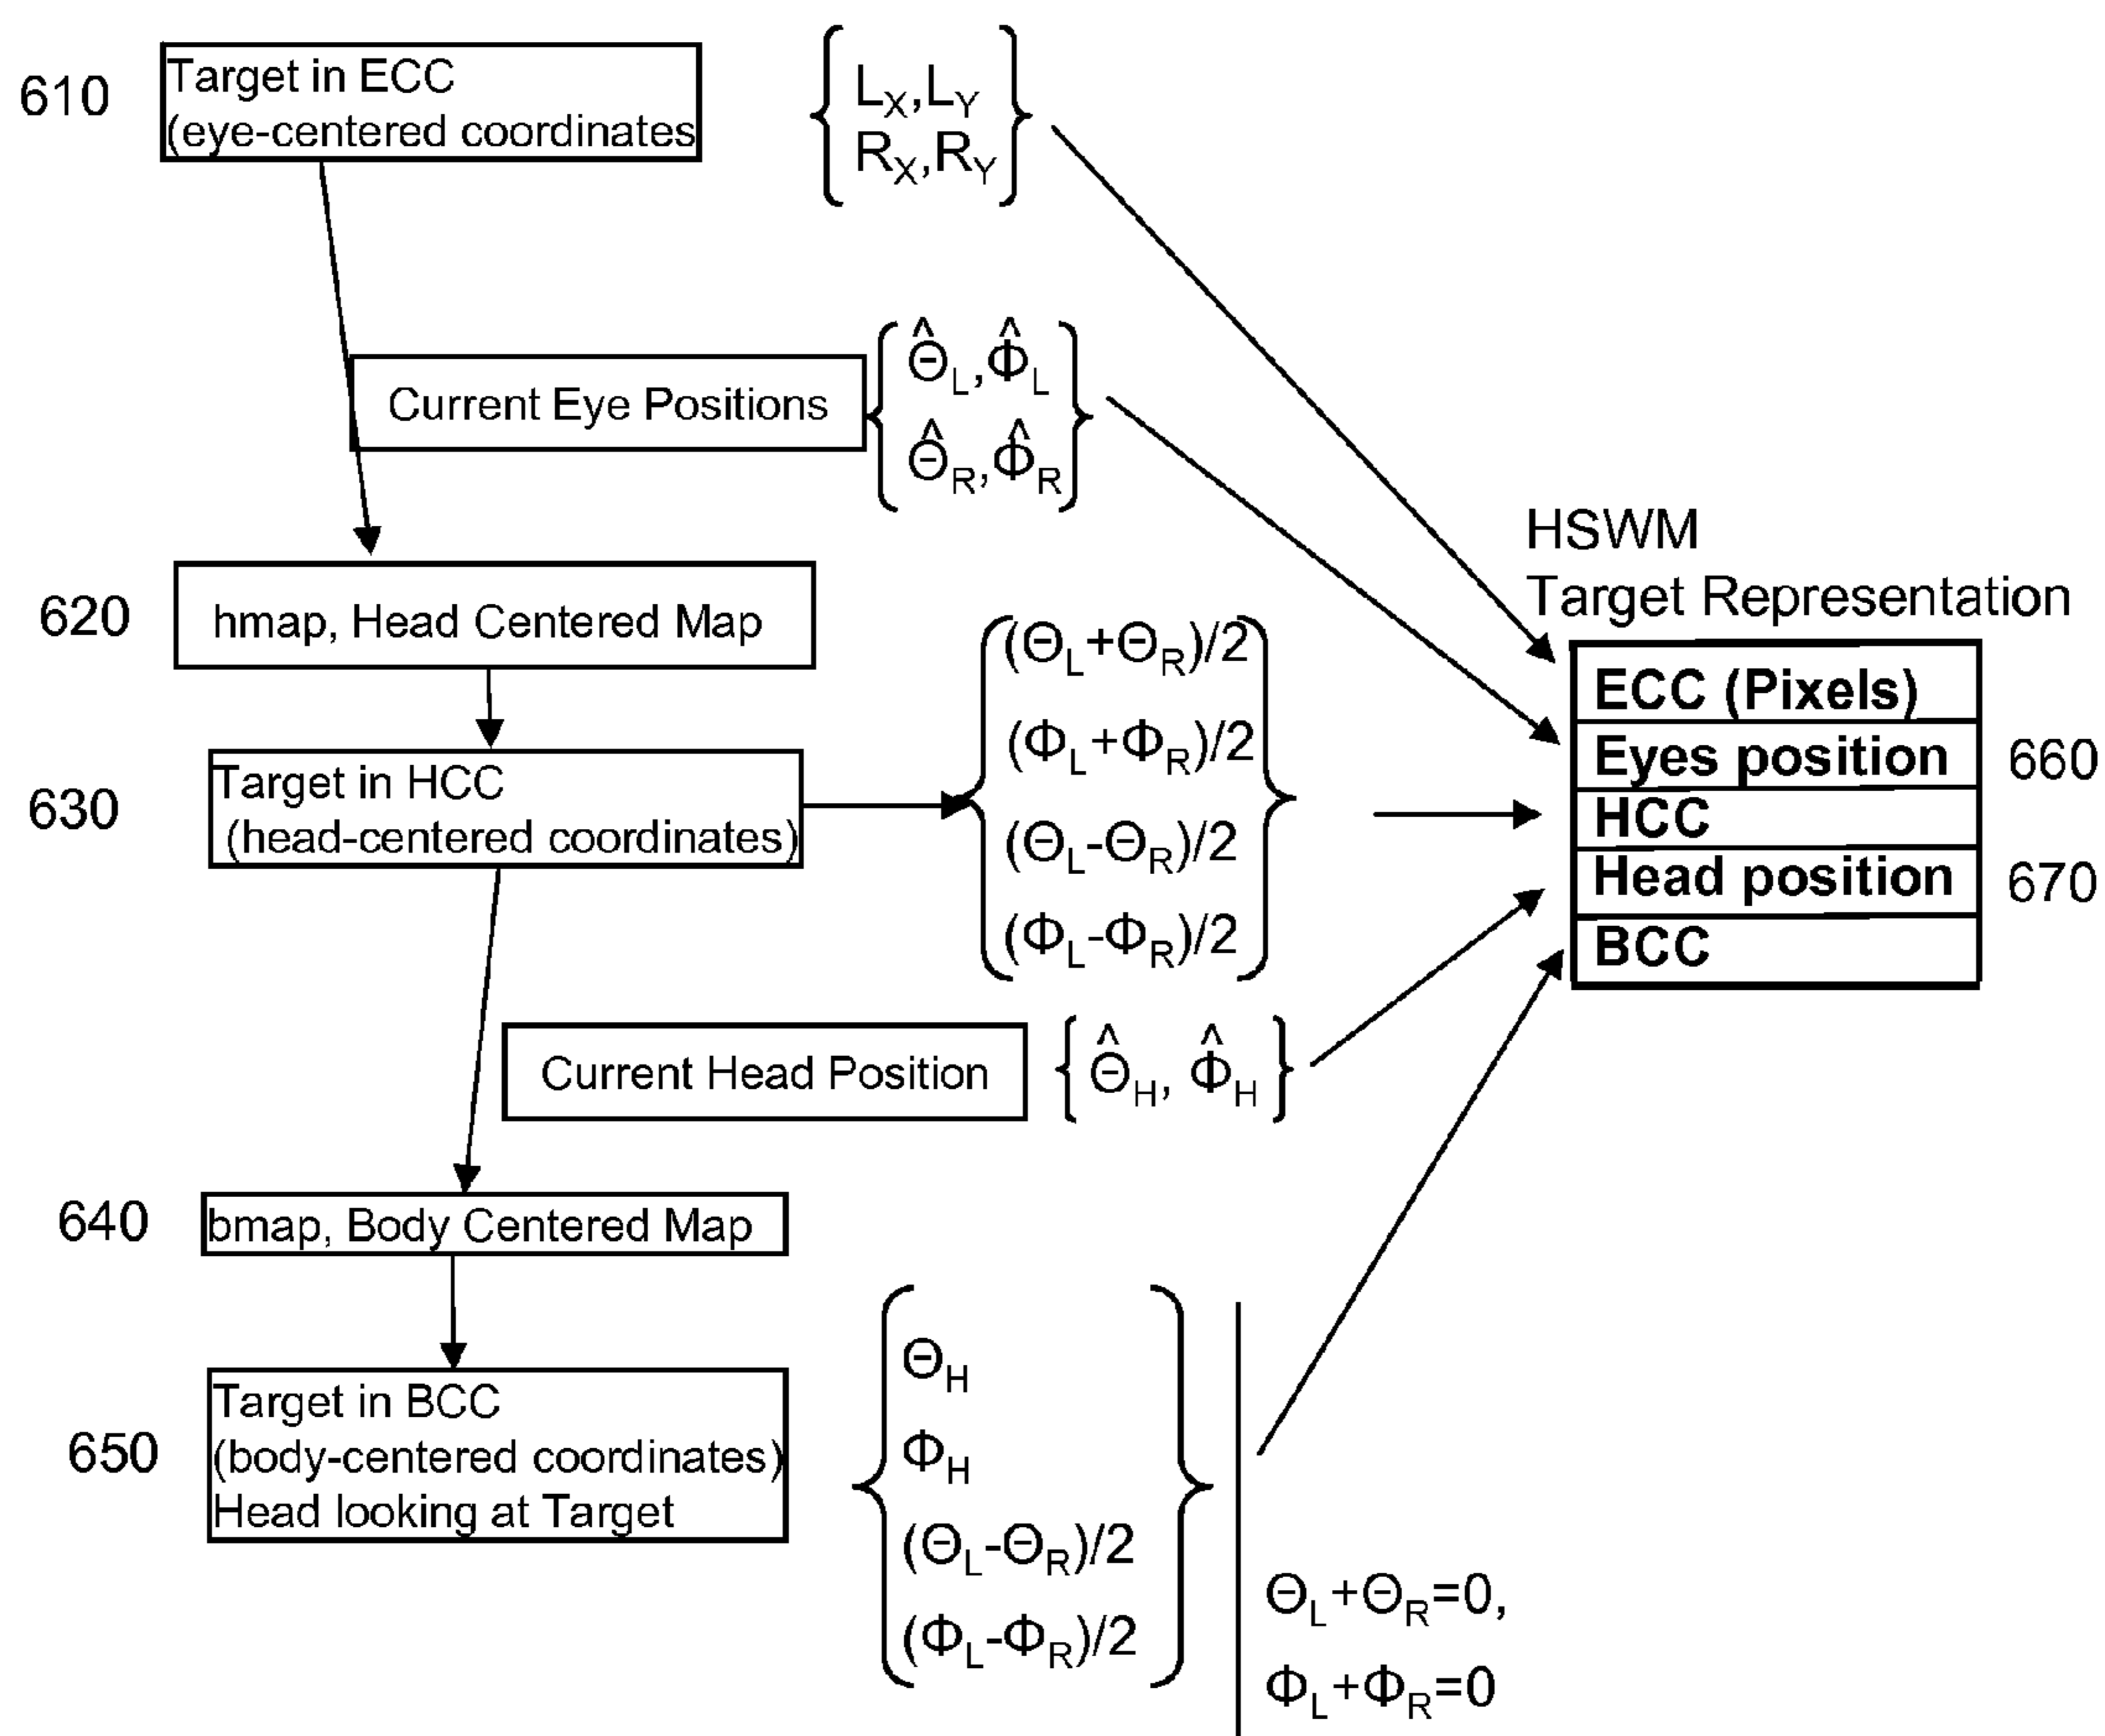 610
Target in ECC
(eye-centered coordinates
L_X,L_Y
R_X,R_Y
Current Eye Positions
Θ̂_L,Φ̂_L
Θ̂_R,Φ̂_R
620
hmap, Head Centered Map
630
Target in HCC
(head-centered coordinates)
(Θ_L+Θ_R)/2
(Φ_L+Φ_R)/2
(Θ_L-Θ_R)/2
(Φ_L-Φ_R)/2
HSWM
Target Representation
ECC (Pixels)
Eyes position
660
HCC
Head position
670
BCC
Current Head Position
{Θ̂_H, Φ̂_H}
640
bmap, Body Centered Map
650
Target in BCC
(body-centered coordinates)
Head looking at Target
Θ_H
Φ_H
(Θ_L-Θ_R)/2
(Φ_L-Φ_R)/2
Θ_L+Θ_R=0,
Φ_L+Φ_R=0